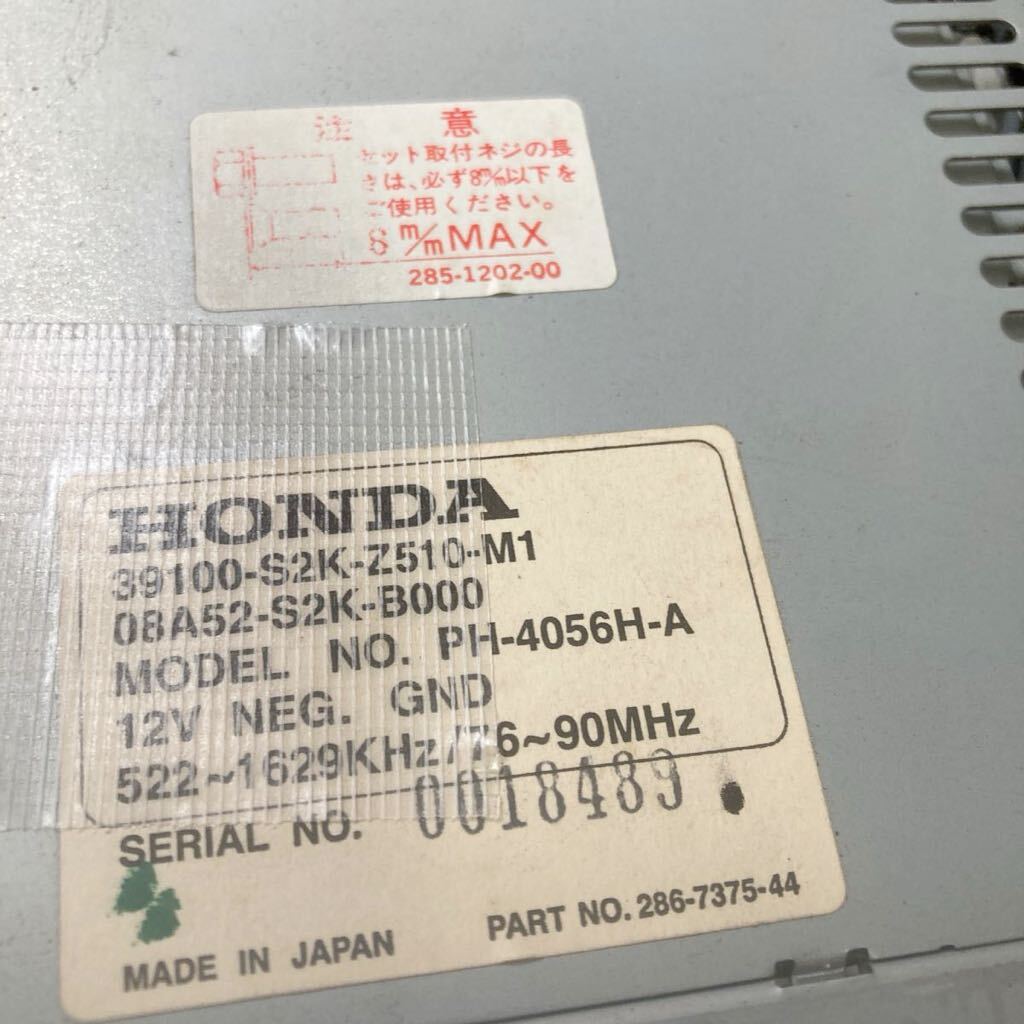 注 意
セット取付ネジの長
さは、必ず8m/m以下を
ご使用ください。
8 m/m MAX
285-1202-00
HONDA
39100-S2K-Z510-M1
08A52-S2K-B000
MODEL NO. PH-4056H-A
12V NEG. GND
522~1629KHz/76~90MHz
SERIAL NO. 0018489
MADE IN JAPAN
PART NO. 286-7375-44